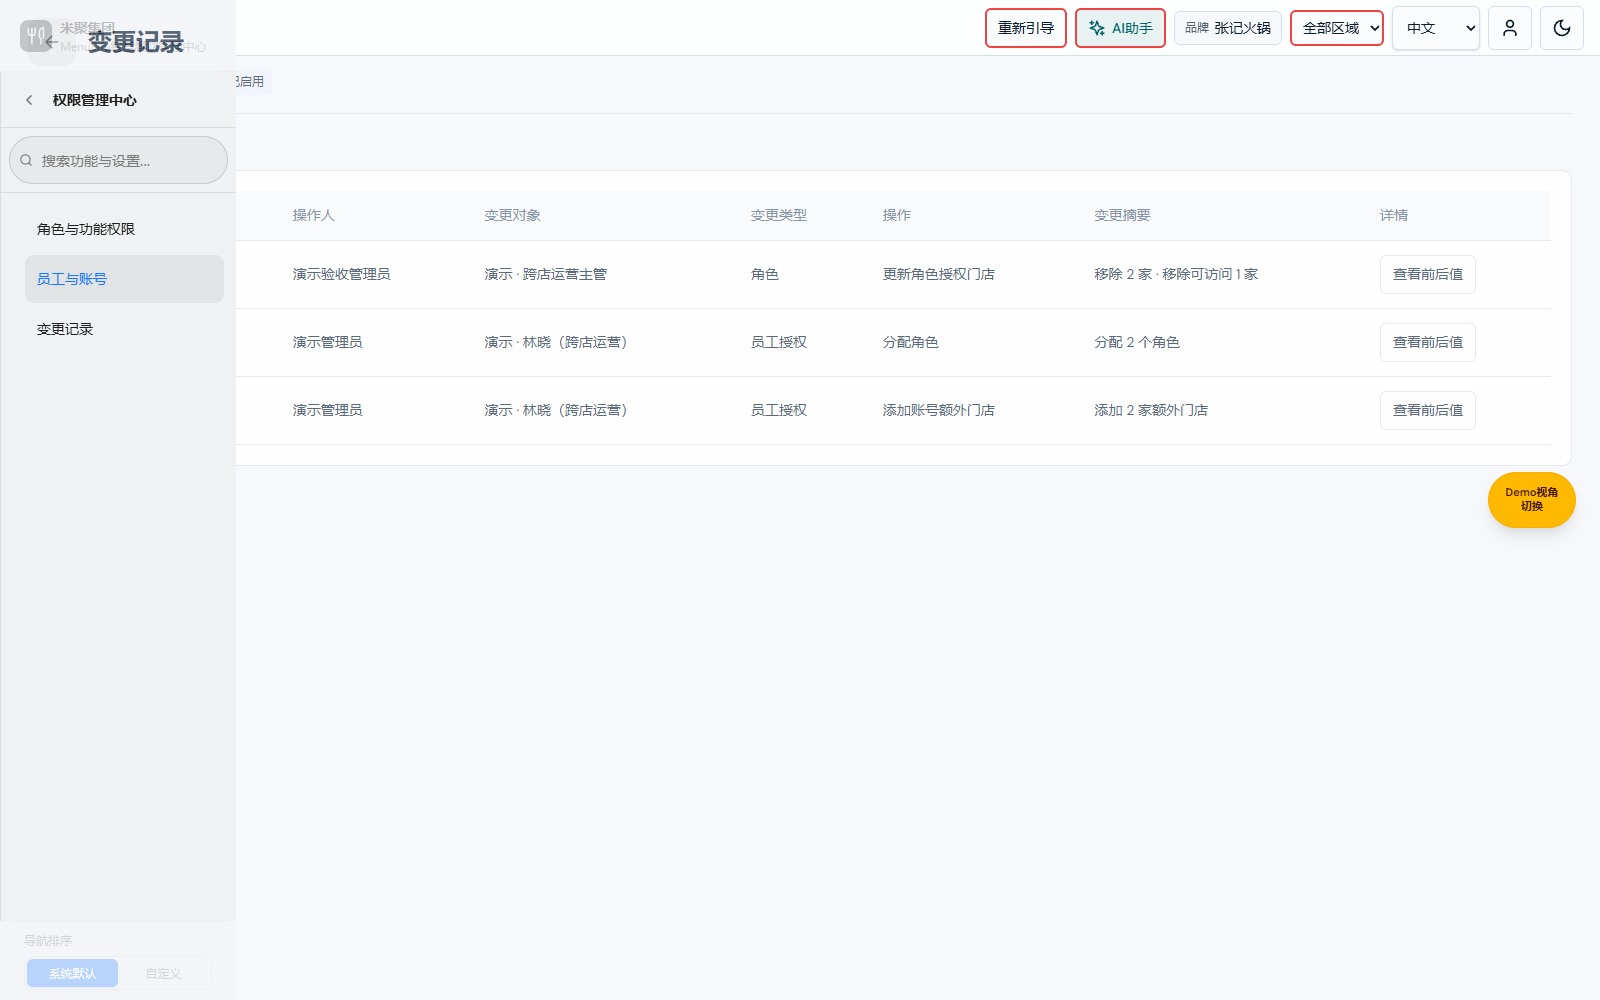 米聚集团
Menu
中心
变更记录
重新引导
AI助手
品牌 张记火锅
全部区域
中文
已启用
权限管理中心
搜索功能与设置...
角色与功能权限
员工与账号
变更记录
操作人 变更对象 变更类型 操作 变更摘要 详情
演示验收管理员 演示 · 跨店运营主管 角色 更新角色授权门店 移除 2 家 · 移除可访问 1 家 查看前后值
演示管理员 演示 · 林晓（跨店运营） 员工授权 分配角色 分配 2 个角色 查看前后值
演示管理员 演示 · 林晓（跨店运营） 员工授权 添加账号额外门店 添加 2 家额外门店 查看前后值
Demo视角
切换
导航排序
系统默认 自定义